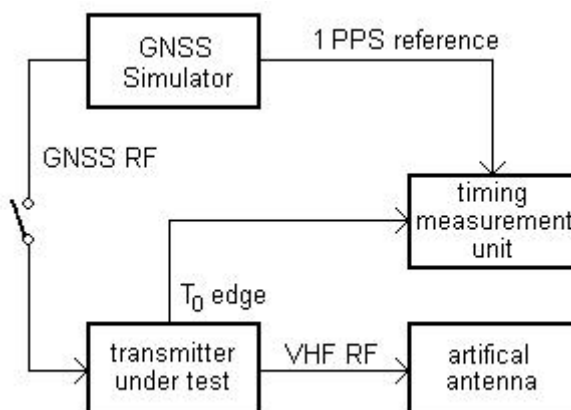 GNSS
Simulator
1 PPS reference
GNSS RF
timing
measurement
unit
T0 edge
transmitter
under test
VHF RF
artifical
antenna